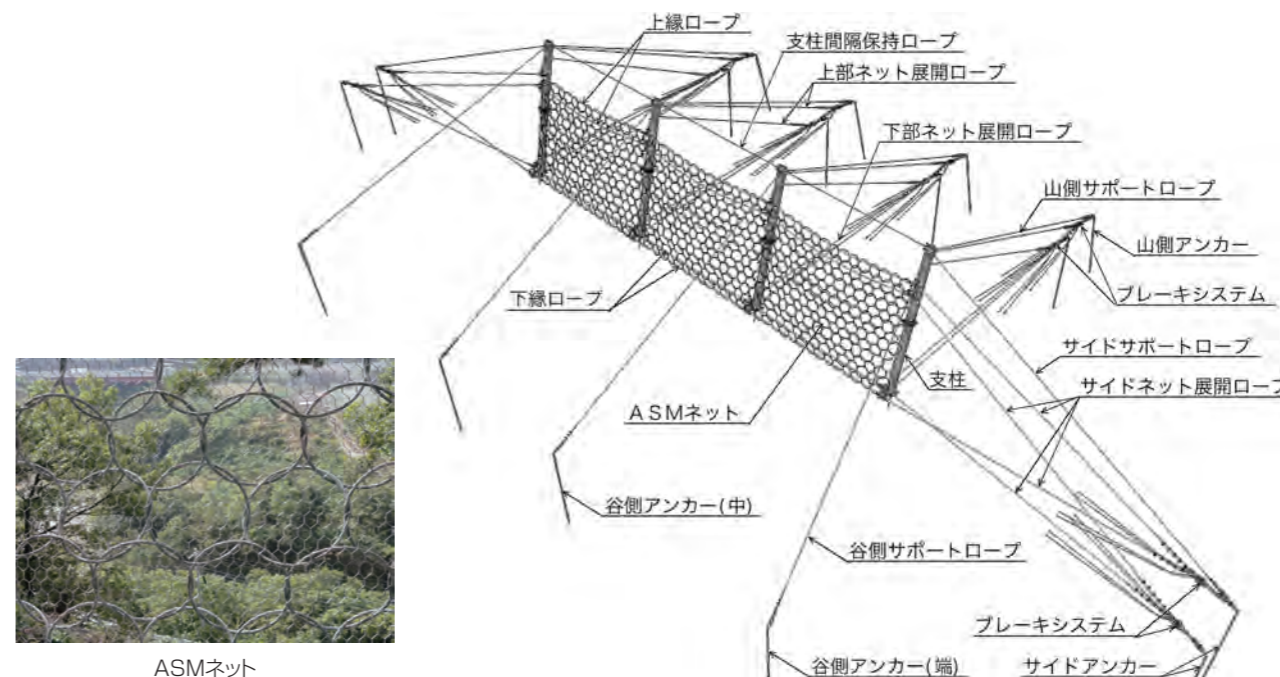 上縁ロープ
支柱間隔保持ロープ
上部ネット展開ロープ
下部ネット展開ロープ
山側サポートロープ
山側アンカー
ブレーキシステム
下縁ロープ
サイドサポートロープ
支柱
サイドネット展開ロープ
ASMネット
谷側アンカー(中)
谷側サポートロープ
ブレーキシステム
谷側アンカー(端)
サイドアンカー
ASMネット